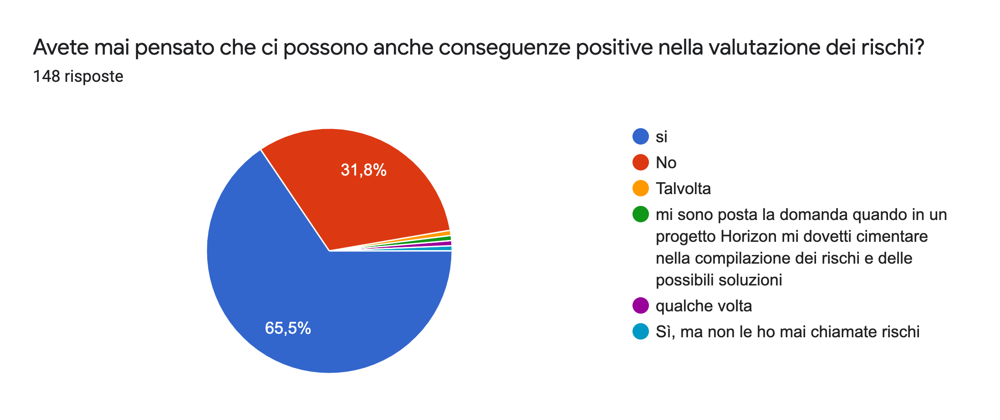 Avete mai pensato che ci possono anche conseguenze positive nella valutazione dei rischi?
148 risposte
31,8%
65,5%
si
No
Talvolta
mi sono posta la domanda quando in un
progetto Horizon mi dovetti cimentare
nella compilazione dei rischi e delle
possibili soluzioni
qualche volta
Sì, ma non le ho mai chiamate rischi